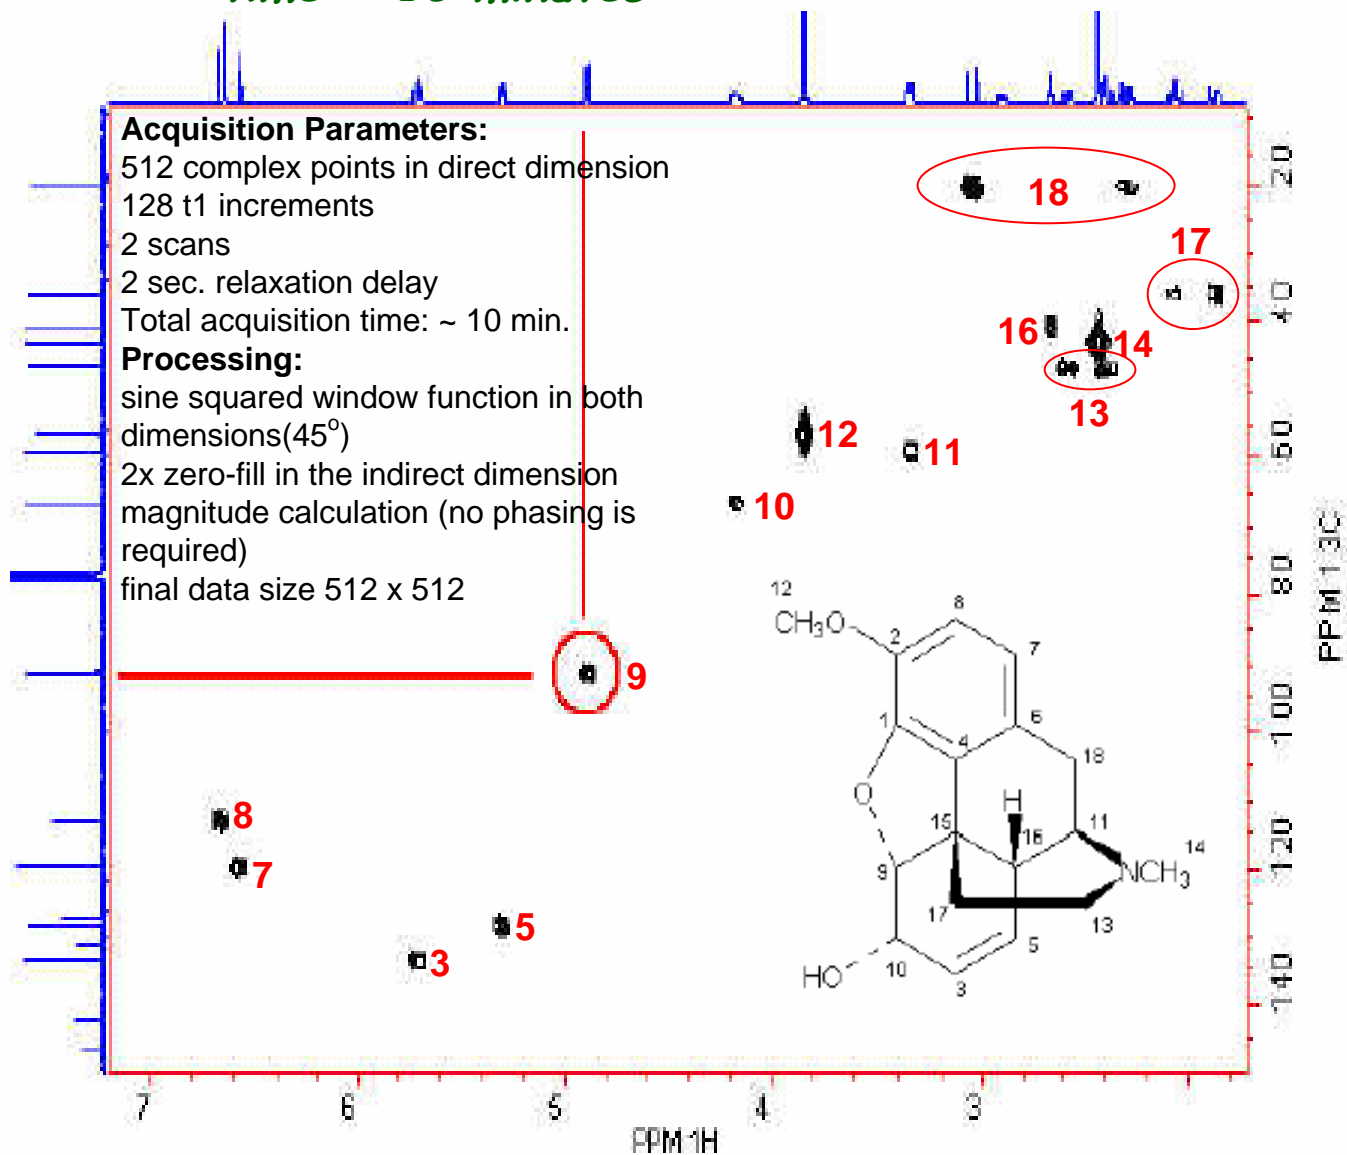 Time ~ 10 minutes
Acquisition Parameters:
512 complex points in direct dimension
128 t1 increments
2 scans
2 sec. relaxation delay
Total acquisition time: ~ 10 min.
Processing:
sine squared window function in both
dimensions(45°)
2x zero-fill in the indirect dimension
magnitude calculation (no phasing is
required)
final data size 512 x 512
18
17
16
14
13
12
11
10
9
8
7
5
3
12
CH₃O
8
2
7
1
6
4
18
O
H
15
16
11
14
9
NCH₃
17
13
5
10
HO
3
20
40
60
80
100
120
140
PPM 13C
7
6
5
4
3
PPM 1H